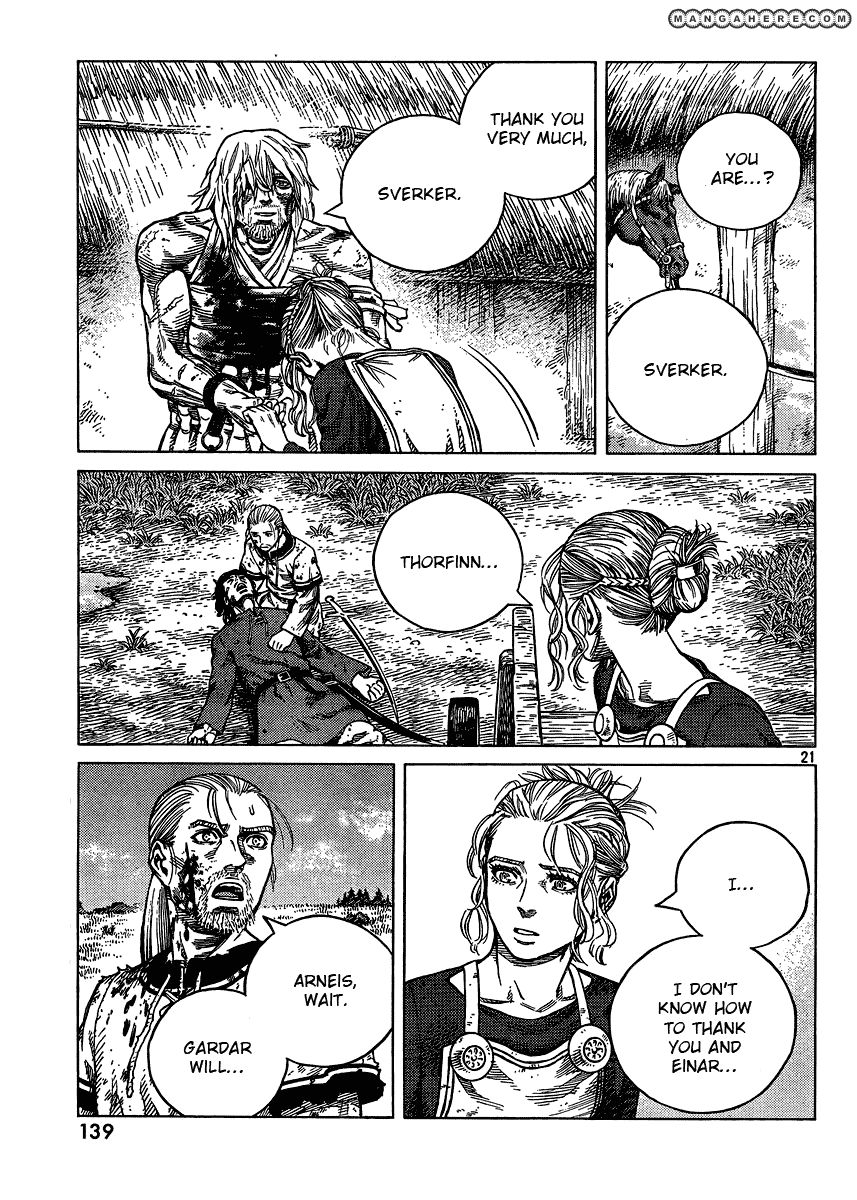 MANGAHERE.COM
YOU
ARE...?
SVERKER.
THANK YOU
VERY MUCH,
SVERKER.
THORFINN...
21
I...
I DON'T
KNOW HOW
TO THANK
YOU AND
EINAR...
ARNEIS,
WAIT.
GARDAR
WILL...
139